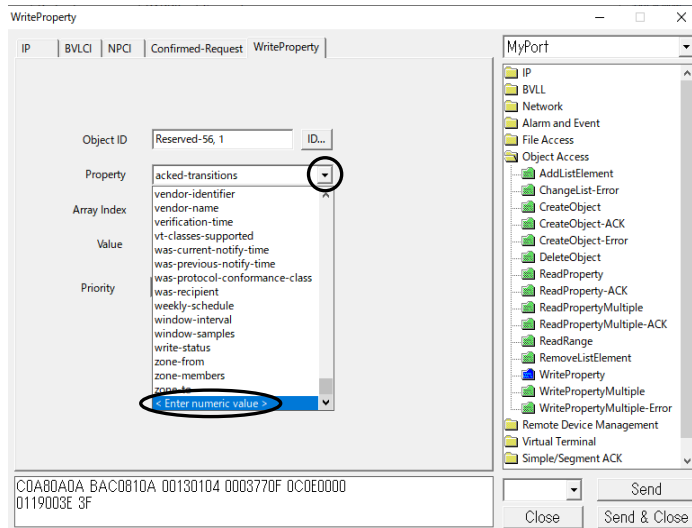 WriteProperty
IP BVLCI NPCI Confirmed-Request WriteProperty
Object ID Reserved-56, 1 ID...
Property acked-transitions
Array Index
Value
Priority
vendor-identifier
vendor-name
verification-time
vt-classes-supported
was-current-notify-time
was-previous-notify-time
was-protocol-conformance-class
was-recipient
weekly-schedule
window-interval
window-samples
write-status
zone-from
zone-members
zone-to
< Enter numeric value >
MyPort
IP
BVLL
Network
Alarm and Event
File Access
Object Access
AddListElement
ChangeList-Error
CreateObject
CreateObject-ACK
CreateObject-Error
DeleteObject
ReadProperty
ReadProperty-ACK
ReadPropertyMultiple
ReadPropertyMultiple-ACK
ReadRange
RemoveListElement
WriteProperty
WritePropertyMultiple
WritePropertyMultiple-Error
Remote Device Management
Virtual Terminal
Simple/Segment ACK
C0A80A0A BAC0810A 00130104 0003770F 0C0E0000
0119003E 3F
Send
Close Send & Close